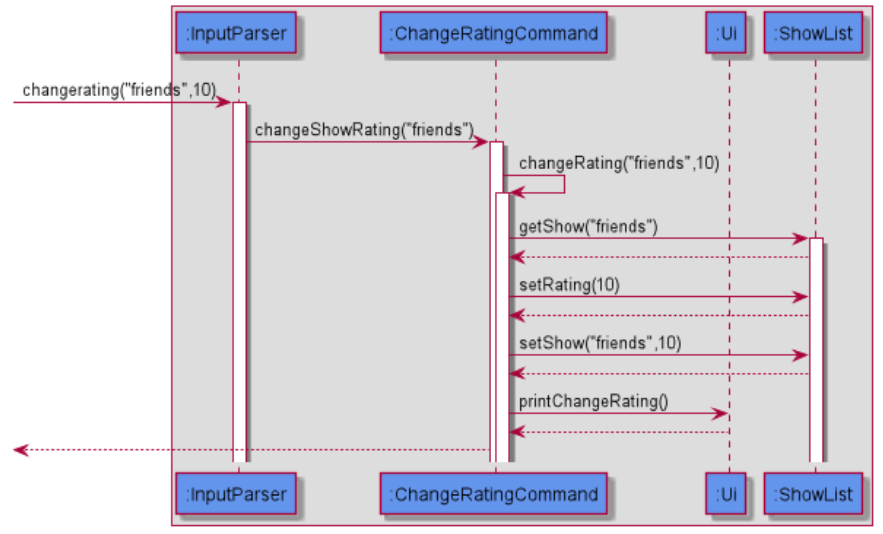 :InputParser :ChangeRatingCommand :Ui :ShowList
changerating("friends",10)
changeShowRating("friends")
changeRating("friends",10)
getShow("friends")
setRating(10)
setShow("friends",10)
printChangeRating()
:InputParser :ChangeRatingCommand :Ui :ShowList